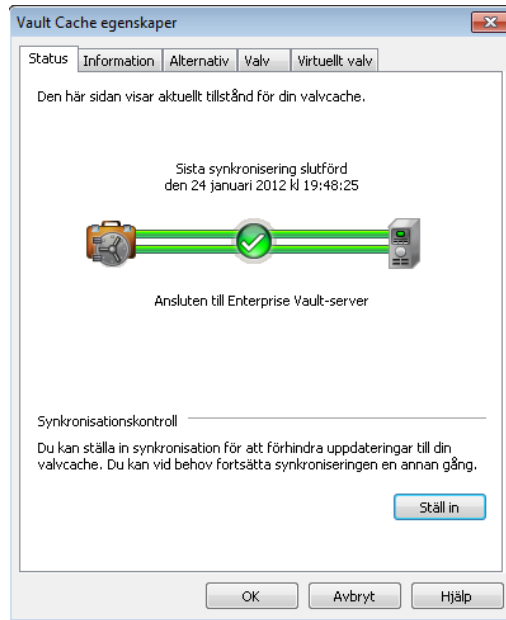 Vault Cache egenskaper
Status
Information
Alternativ
Valv
Virtuellt valv
Den här sidan visar aktuellt tillstånd för din valvcache.
Sista synkronisering slutförd
den 24 januari 2012 kl 19:48:25
Ansluten till Enterprise Vault-server
Synkronisationskontroll
Du kan ställa in synkronisation för att förhindra uppdateringar till din
valvcache. Du kan vid behov fortsätta synkroniseringen en annan gång.
Ställ in
OK
Avbryt
Hjälp